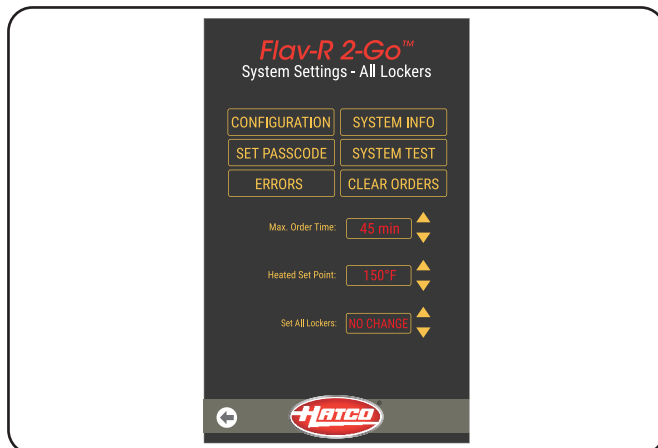 Flav-R 2-Go™
System Settings - All Lockers
CONFIGURATION SYSTEM INFO
SET PASSCODE SYSTEM TEST
ERRORS CLEAR ORDERS
Max. Order Time: 45 min
Heated Set Point: 150°F
Set All Lockers: NO CHANGE
HATCO®